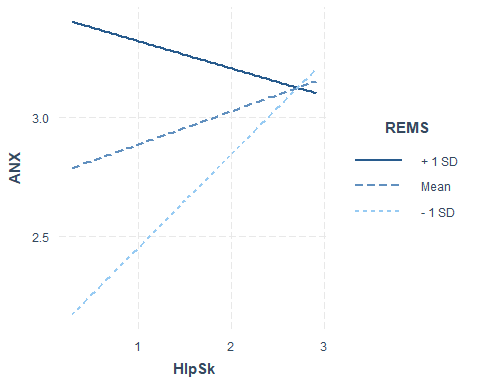 3.0
2.5
ANX
1
2
3
HlpSk
REMS
+ 1 SD
Mean
- 1 SD